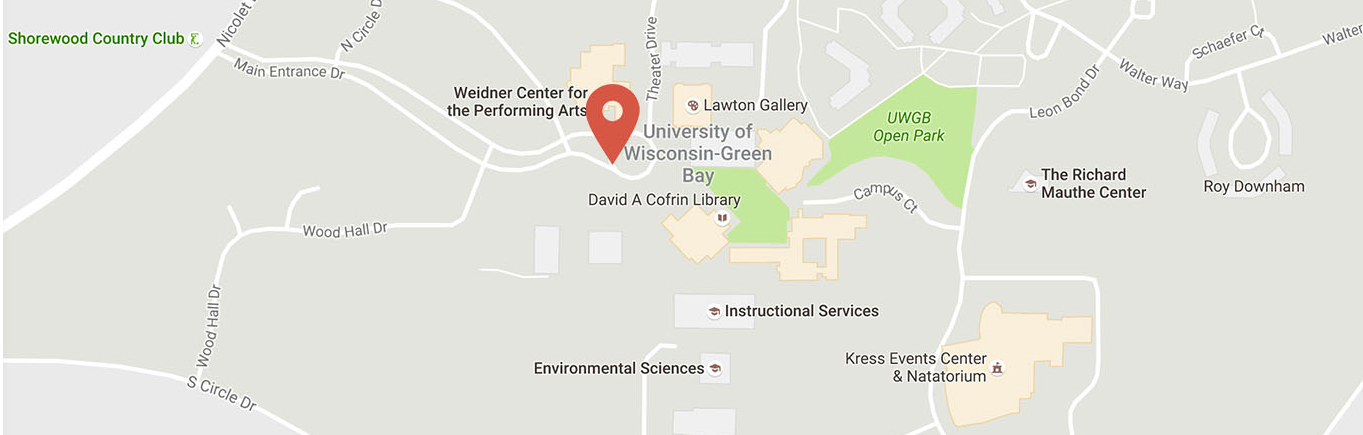 Shorewood Country Club
Nicolet
N Circle D
Main Entrance Dr
Weidner Center for
the Performing Arts
Theater Drive
Lawton Gallery
University of
Wisconsin-Green
Bay
David A Cofrin Library
UWGB
Open Park
Campus Ct
Leon Bond Dr
Walter Way
Schaefer Ct
Walter
The Richard
Mauthe Center
Roy Downham
Wood Hall Dr
Wood Hall Dr
S Circle Dr
Instructional Services
Environmental Sciences
Kress Events Center
& Natatorium